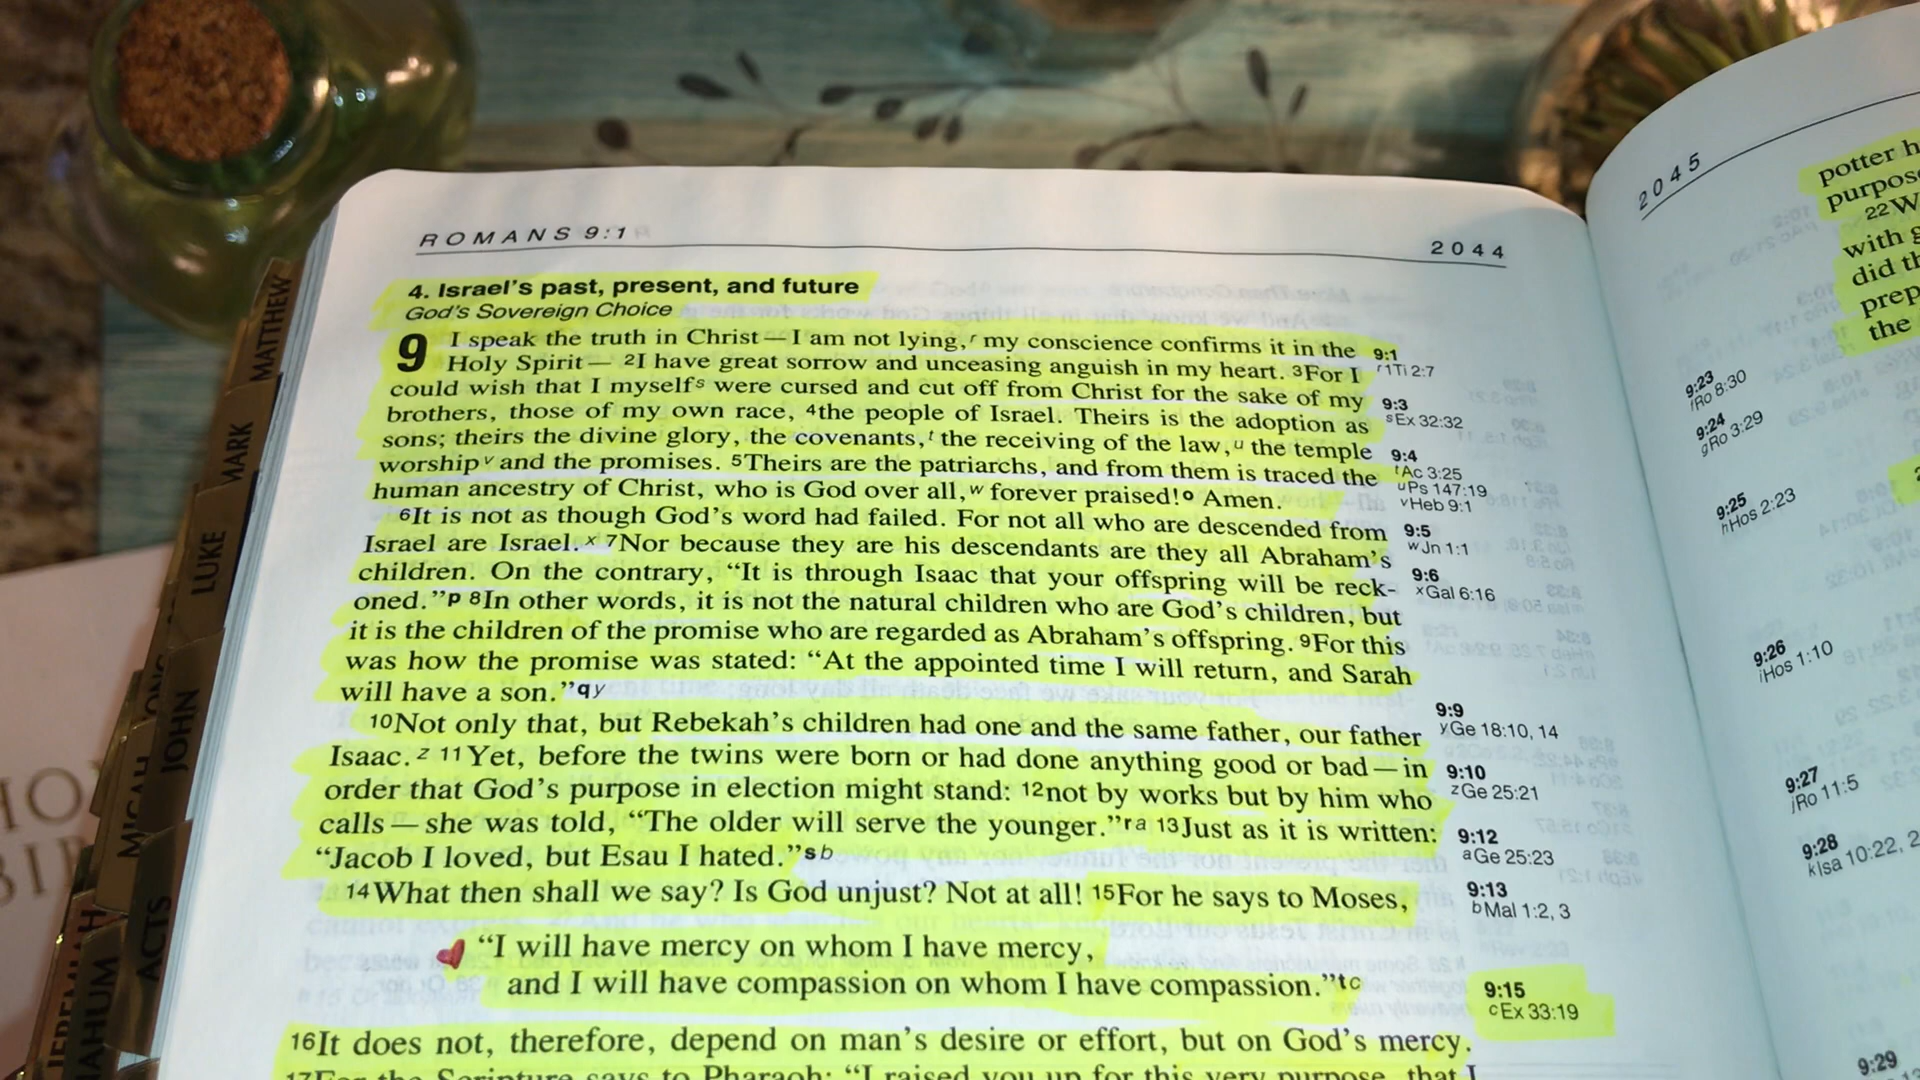 ROMANS 9:1
2044
4. Israel's past, present, and future
God's Sovereign Choice
9 I speak the truth in Christ—I am not lying,r my conscience confirms it in the
Holy Spirit— 2I have great sorrow and unceasing anguish in my heart. 3For I
could wish that I myselfs were cursed and cut off from Christ for the sake of my
brothers, those of my own race, 4the people of Israel. Theirs is the adoption as
sons; theirs the divine glory, the covenants,t the receiving of the law,u the temple
worshipv and the promises. 5Theirs are the patriarchs, and from them is traced the
human ancestry of Christ, who is God over all,w forever praised!o Amen.
6It is not as though God's word had failed. For not all who are descended from
Israel are Israel.x 7Nor because they are his descendants are they all Abraham's
children. On the contrary, “It is through Isaac that your offspring will be reck-
oned.”p 8In other words, it is not the natural children who are God's children, but
it is the children of the promise who are regarded as Abraham's offspring. 9For this
was how the promise was stated: “At the appointed time I will return, and Sarah
will have a son.”qy
10Not only that, but Rebekah's children had one and the same father, our father
Isaac.z 11Yet, before the twins were born or had done anything good or bad—in
order that God's purpose in election might stand: 12not by works but by him who
calls—she was told, “The older will serve the younger.”ra 13Just as it is written:
“Jacob I loved, but Esau I hated.”sb
14What then shall we say? Is God unjust? Not at all! 15For he says to Moses,
“I will have mercy on whom I have mercy,
and I will have compassion on whom I have compassion.”tc
16It does not, therefore, depend on man's desire or effort, but on God's mercy.
17For the Scripture says to Pharaoh: “I raised you up for this very purpose, that I
9:1
r1Ti 2:7
9:3
sEx 32:32
9:4
tAc 3:25
uPs 147:19
vHeb 9:1
9:5
wJn 1:1
9:6
xGal 6:16
9:9
yGe 18:10, 14
9:10
zGe 25:21
9:12
aGe 25:23
9:13
bMal 1:2, 3
9:15
cEx 33:19
2045
potter h
purpos
22W
with g
did th
prep
the
9:23
fRo 8:30
9:24
gRo 3:29
9:25
hHos 2:23
9:26
iHos 1:10
9:27
jRo 11:5
9:28
kIsa 10:22, 2
9:29
MATTHEW
MARK
LUKE
JOHN
ACTS
MICAH
JEREMIAH
NAHUM
HO
BIB